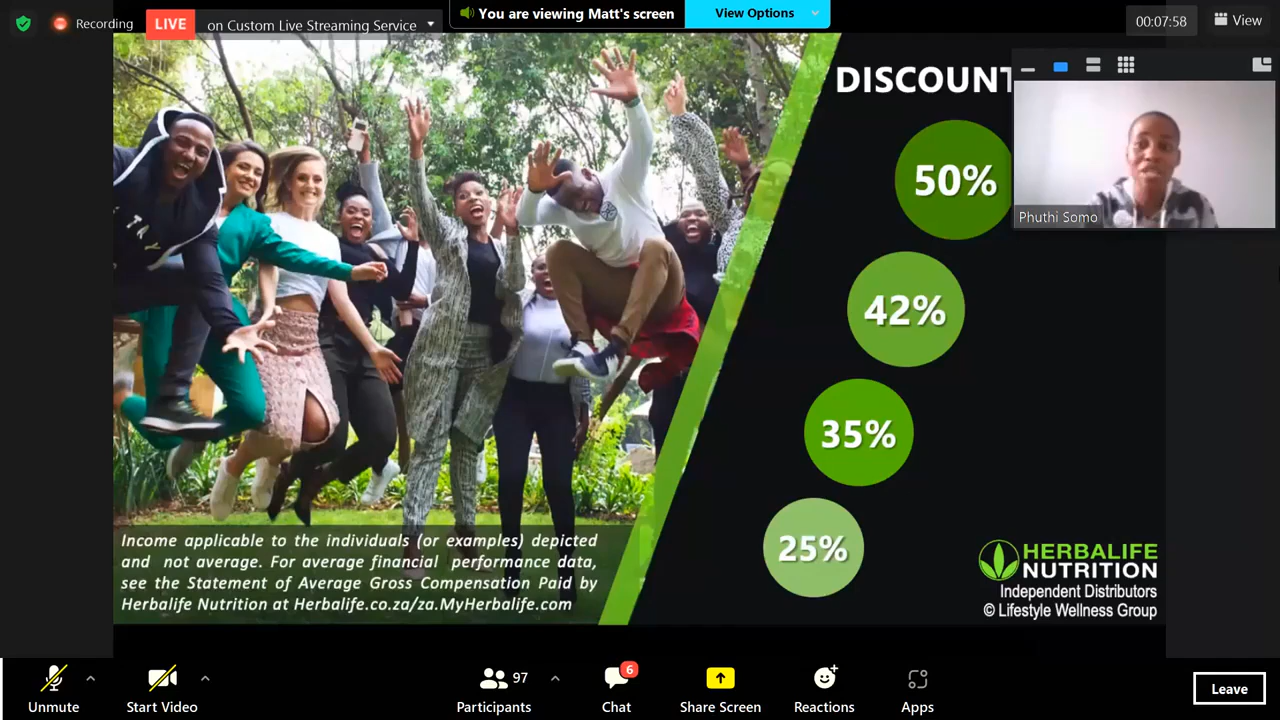 Recording
LIVE
on Custom Live Streaming Service
You are viewing Matt's screen
View Options
00:07:58
View
DISCOUNT
50%
Phuthi Somo
42%
35%
25%
Income applicable to the individuals (or examples) depicted
and not average. For average financial performance data,
see the Statement of Average Gross Compensation Paid by
Herbalife Nutrition at Herbalife.co.za/za.MyHerbalife.com
HERBALIFE
NUTRITION
Independent Distributors
© Lifestyle Wellness Group
Unmute
Start Video
97
Participants
6
Chat
Share Screen
Reactions
Apps
Leave